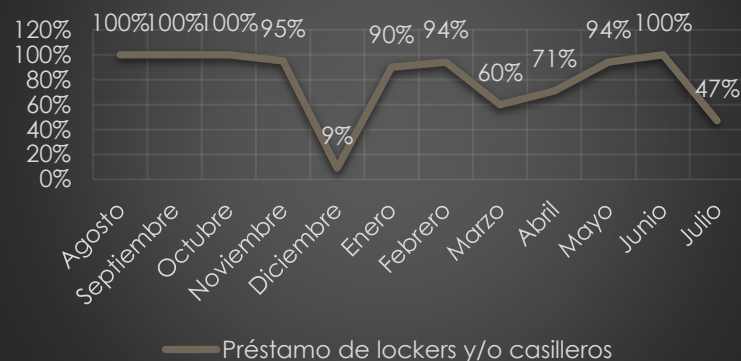 120%
100%
80%
60%
40%
20%
0%
100%
100%
100%
95%
9%
90%
94%
60%
71%
94%
100%
47%
Agosto
Septiembre
Octubre
Noviembre
Diciembre
Enero
Febrero
Marzo
Abril
Mayo
Junio
Julio
Préstamo de lockers y/o casilleros